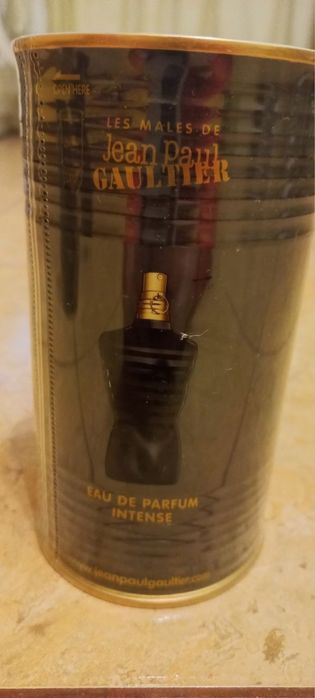 OPEN HERE
LES MALES DE
Jean Paul
GAULTIER
EAU DE PARFUM
INTENSE
www.jeanpaulgaultier.com